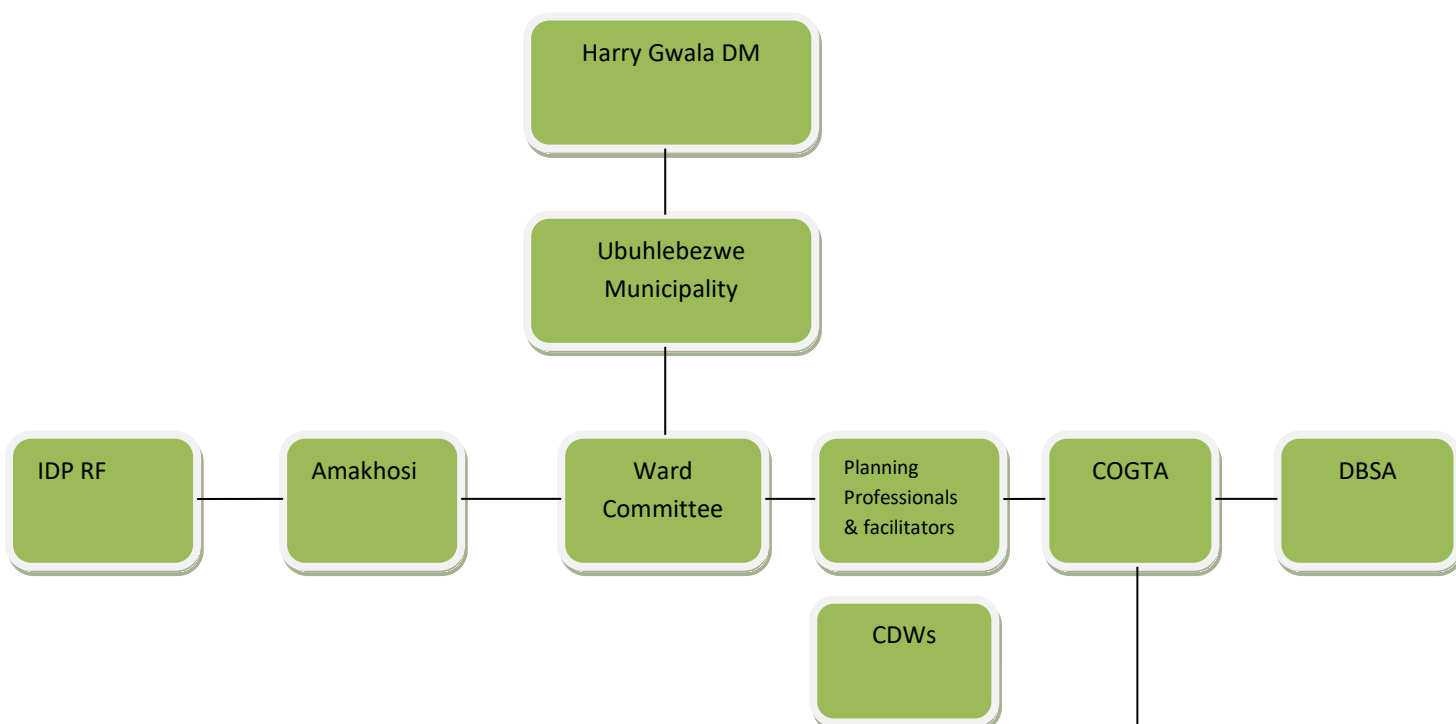 Harry Gwala DM
Ubuhlebezwe
Municipality
IDP RF
Amakhosi
Ward
Committee
Planning
Professionals
& facilitators
COGTA
DBSA
CDWs